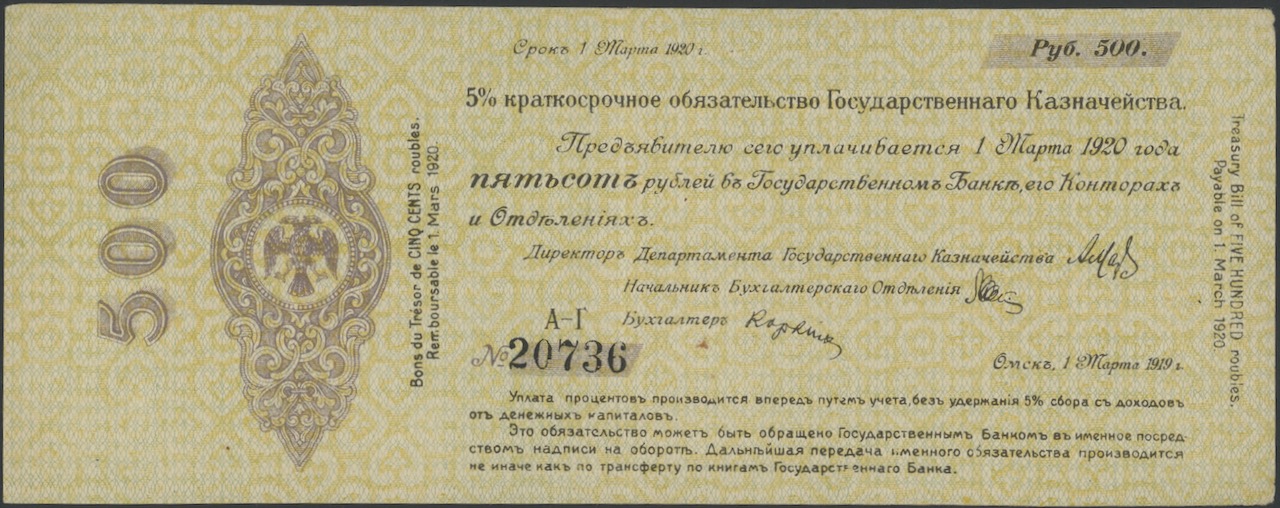 Срокъ 1 Марта 1920 г.
Руб. 500.
5% краткосрочное обязательство Государственнаго Казначейства.
Предъявителю сего уплачивается 1 Марта 1920 года
пятьсотъ рублей въ Государственномъ Банкѣ, его Конторахъ
и Отдѣленіяхъ.
Директоръ Департамента Государственнаго Казначейства
Начальникъ Бухгалтерскаго Отдѣленія
Бухгалтеръ
А-Г
№ 20736
Омскъ, 1 Марта 1919 г.
Уплата процентовъ производится впередъ путемъ учета, безъ удержанія 5% сбора съ доходовъ
отъ денежныхъ капиталовъ.
Это обязательство можетъ быть обращено Государственнымъ Банкомъ въ именное посред-
ствомъ надписи на оборотѣ. Дальнѣйшая передача именного обязательства производится
не иначе какъ по трансферту по книгамъ Государственнаго Банка.
500
Bons du Trésor de CINQ CENTS roubles.
Remboursable le 1. Mars 1920.
Treasury Bill of FIVE HUNDRED roubles.
Payable on 1. March 1920.